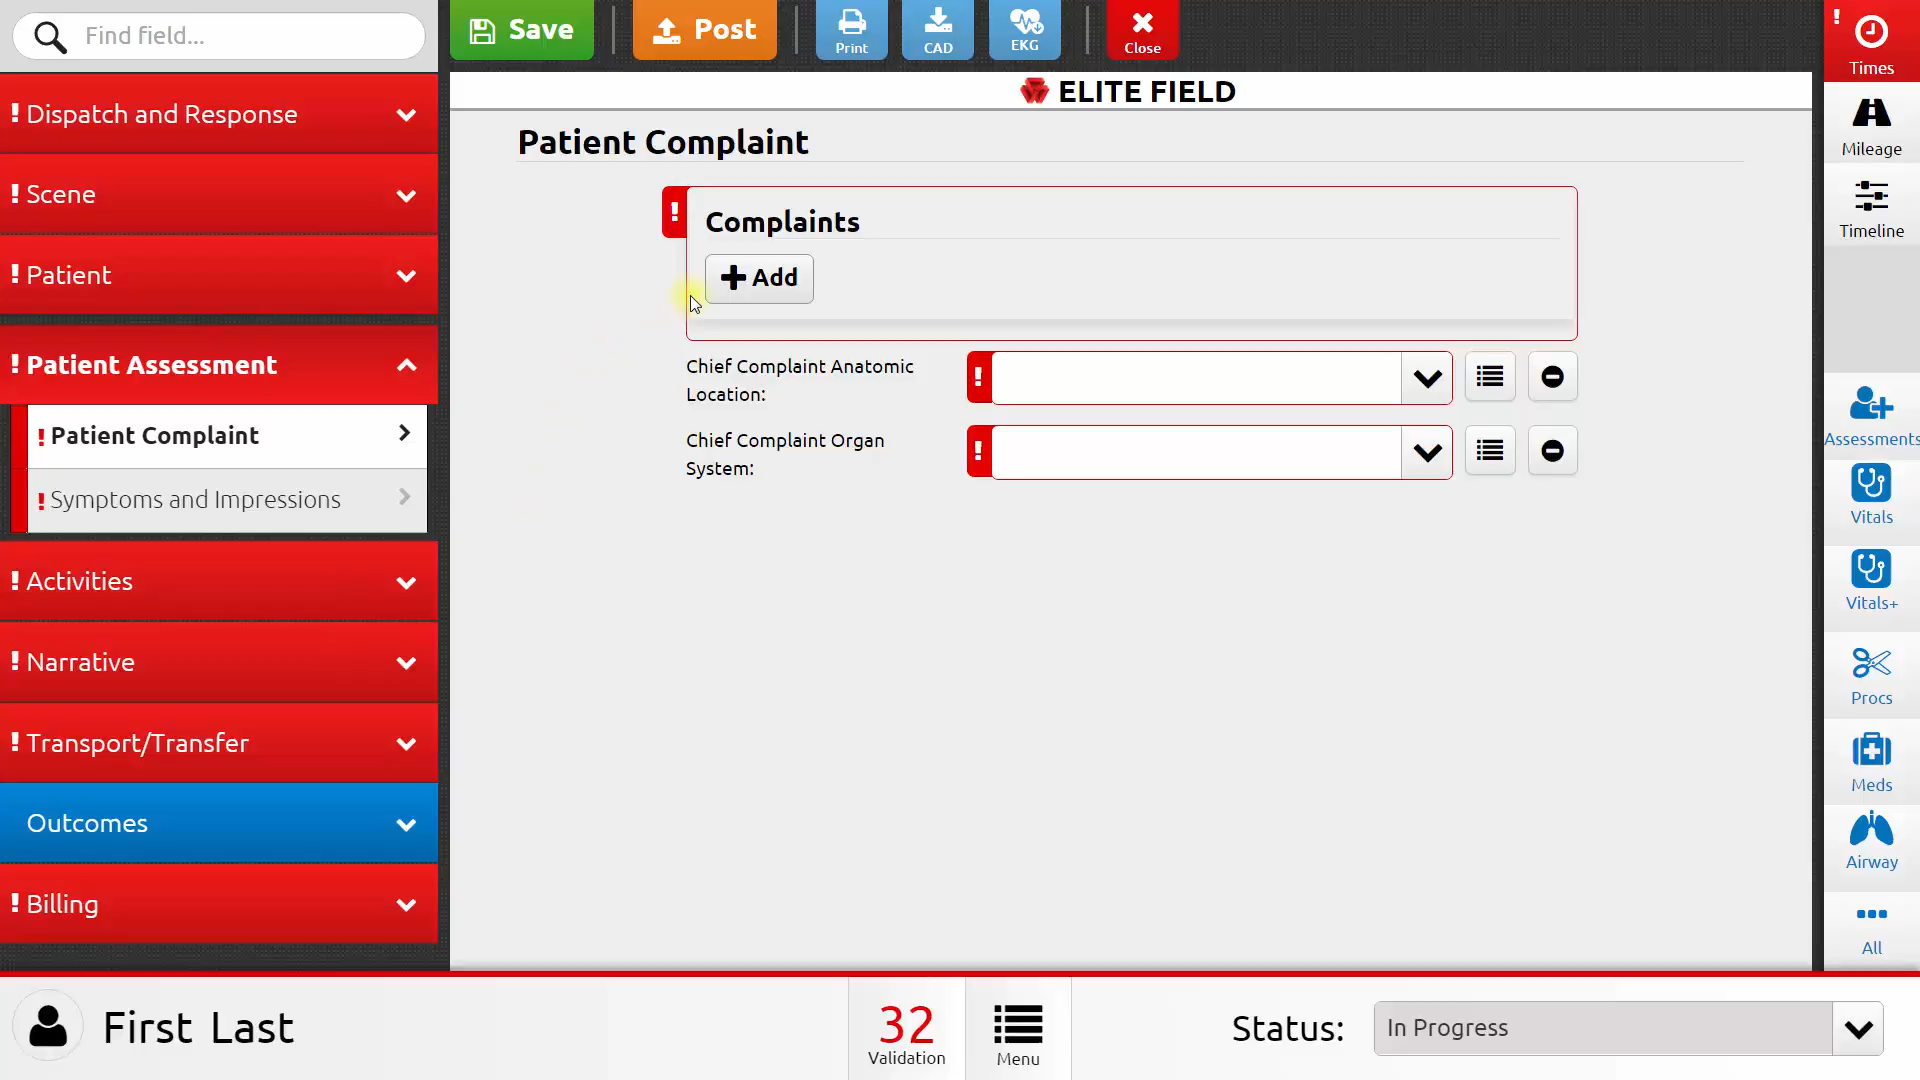 Find field...
! Dispatch and Response
! Scene
! Patient
! Patient Assessment
! Patient Complaint
! Symptoms and Impressions
! Activities
! Narrative
! Transport/Transfer
Outcomes
! Billing
Save
Post
Print
CAD
EKG
Close
ELITE FIELD
Patient Complaint
!
Complaints
Add
Chief Complaint Anatomic
Location:
!
Chief Complaint Organ
System:
!
!
Times
Mileage
Timeline
Assessments
Vitals
Vitals+
Procs
Meds
Airway
All
First Last
32
Validation
Menu
Status:
In Progress